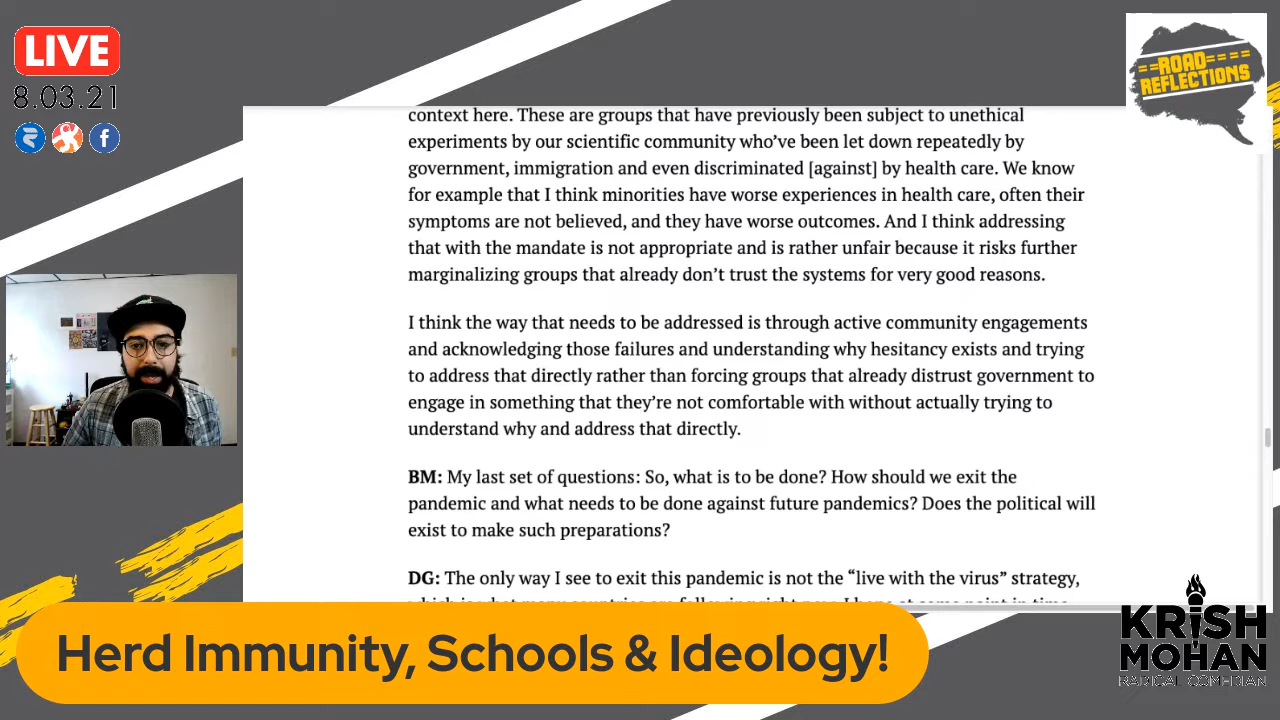 LIVE
8.03.21
==ROAD====
REFLECTIONS
context here. These are groups that have previously been subject to unethical
experiments by our scientific community who’ve been let down repeatedly by
government, immigration and even discriminated [against] by health care. We know
for example that I think minorities have worse experiences in health care, often their
symptoms are not believed, and they have worse outcomes. And I think addressing
that with the mandate is not appropriate and is rather unfair because it risks further
marginalizing groups that already don’t trust the systems for very good reasons.
I think the way that needs to be addressed is through active community engagements
and acknowledging those failures and understanding why hesitancy exists and trying
to address that directly rather than forcing groups that already distrust government to
engage in something that they’re not comfortable with without actually trying to
understand why and address that directly.
BM: My last set of questions: So, what is to be done? How should we exit the
pandemic and what needs to be done against future pandemics? Does the political will
exist to make such preparations?
DG: The only way I see to exit this pandemic is not the “live with the virus” strategy,
Herd Immunity, Schools & Ideology!
KRISH
MOHAN
RADICAL COMEDIAN